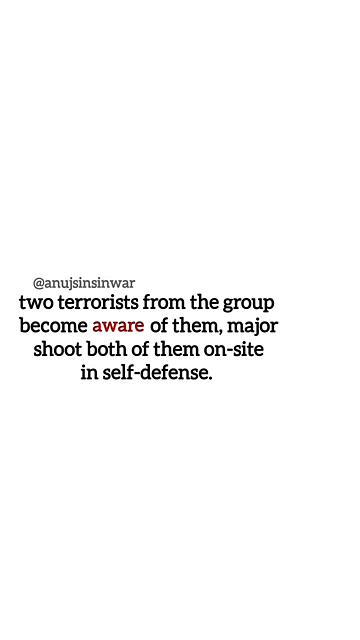 @anujsinsinwar
two terrorists from the group
become aware of them, major
shoot both of them on-site
in self-defense.